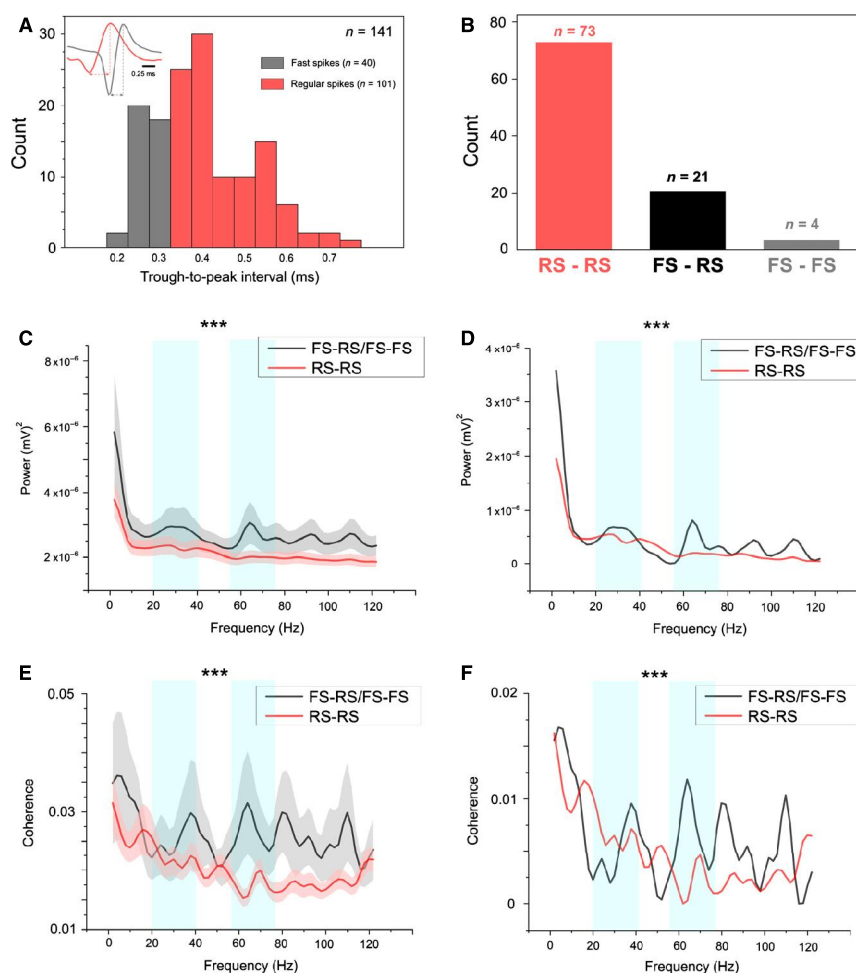 A
n = 141
Fast spikes (n = 40)
Regular spikes (n = 101)
0.25 ms
Count
30
20
10
0
0.2 0.3 0.4 0.5 0.6 0.7
Trough-to-peak interval (ms)
B
n = 73
n = 21
n = 4
Count
80
60
40
20
0
RS - RS FS - RS FS - FS
C
***
FS-RS/FS-FS
RS-RS
Power (mV)²
8×10⁻⁶
6×10⁻⁶
4×10⁻⁶
2×10⁻⁶
0 20 40 60 80 100 120
Frequency (Hz)
D
***
FS-RS/FS-FS
RS-RS
Power (mV)²
4×10⁻⁶
3×10⁻⁶
2×10⁻⁶
1×10⁻⁶
0
0 20 40 60 80 100 120
Frequency (Hz)
E
***
FS-RS/FS-FS
RS-RS
Coherence
0.05
0.03
0.01
0 20 40 60 80 100 120
Frequency (Hz)
F
***
FS-RS/FS-FS
RS-RS
Coherence
0.02
0.01
0
0 20 40 60 80 100 120
Frequency (Hz)